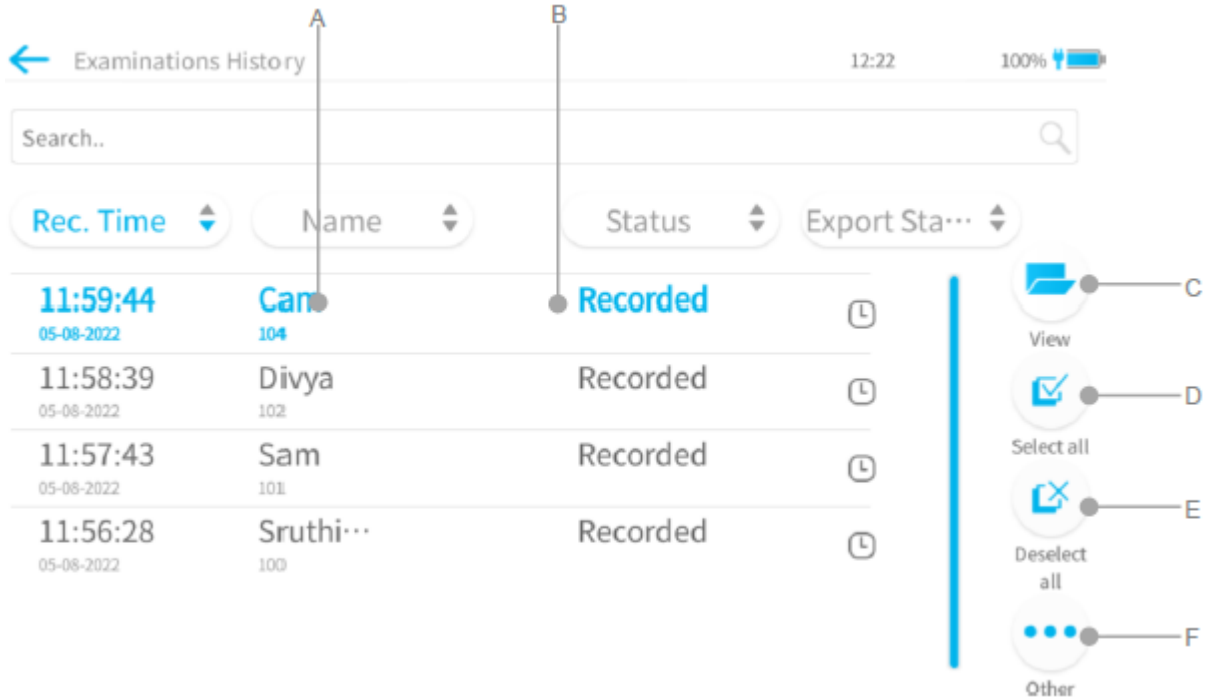 A B
Examinations History 12:22 100%
Search..
Rec. Time Name Status Export Sta...
11:59:44 Cam Recorded
05-08-2022 104
C
View
11:58:39 Divya Recorded
05-08-2022 102
D
Select all
11:57:43 Sam Recorded
05-08-2022 101
E
Deselect
all
11:56:28 Sruthi... Recorded
05-08-2022 100
F
Other